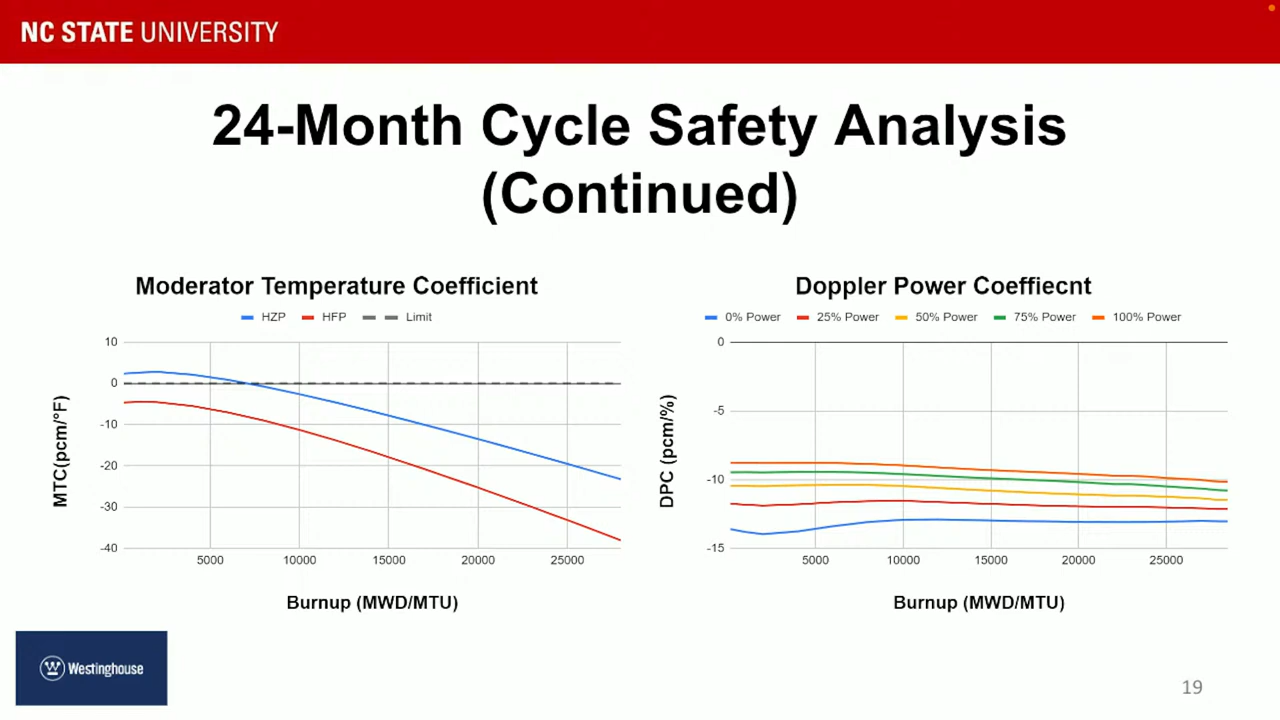 NC STATE UNIVERSITY
24-Month Cycle Safety Analysis
(Continued)
Moderator Temperature Coefficient
HZP HFP Limit
10
0
-10
-20
-30
-40
MTC(pcm/°F)
5000 10000 15000 20000 25000
Burnup (MWD/MTU)
Doppler Power Coeffiecnt
0% Power 25% Power 50% Power 75% Power 100% Power
0
-5
-10
-15
DPC (pcm/%)
5000 10000 15000 20000 25000
Burnup (MWD/MTU)
W Westinghouse
19